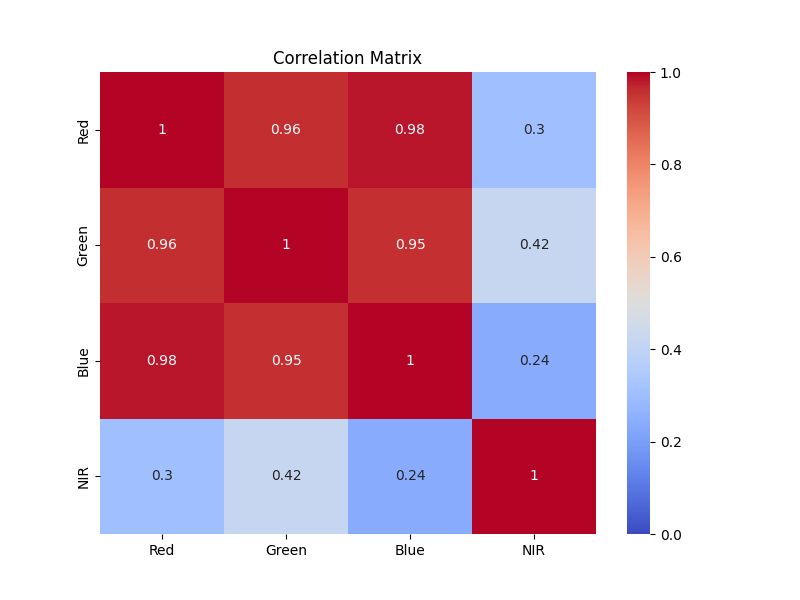 Correlation Matrix
Red 1 0.96 0.98 0.3
Green 0.96 1 0.95 0.42
Blue 0.98 0.95 1 0.24
NIR 0.3 0.42 0.24 1
Red Green Blue NIR
1.0
0.8
0.6
0.4
0.2
0.0